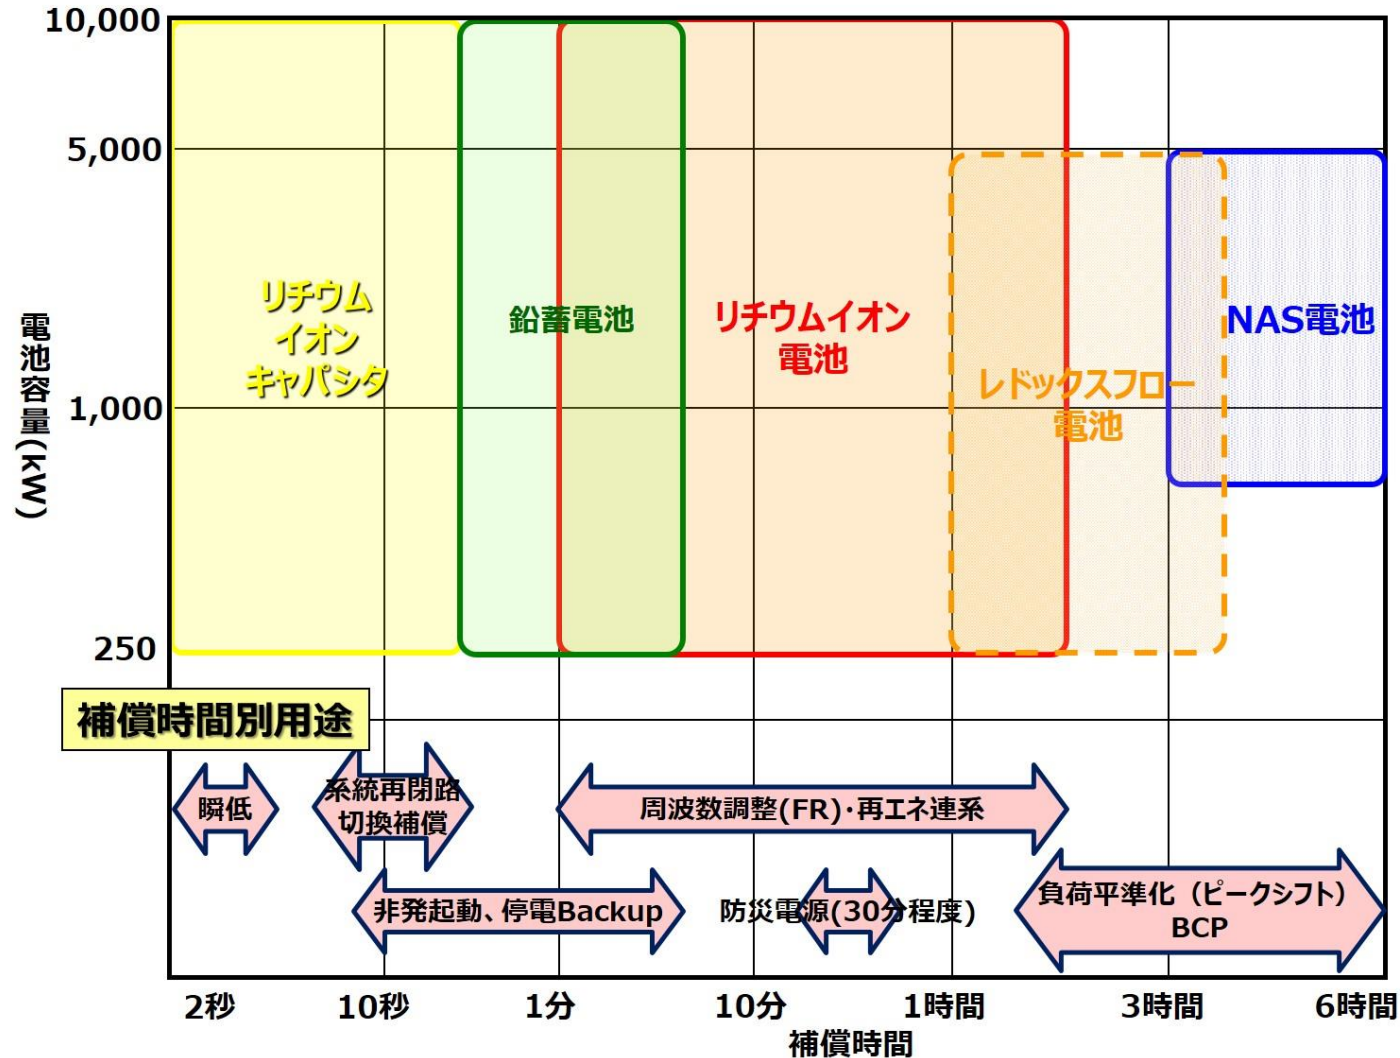 10,000
5,000
1,000
250
電池容量(kW)
リチウム
イオン
キャパシタ
鉛蓄電池
リチウムイオン
電池
レドックスフロー
電池
NAS電池
補償時間別用途
瞬低
系統再閉路
切換補償
周波数調整(FR)・再エネ連系
非発起動、停電Backup
防災電源(30分程度)
負荷平準化（ピークシフト）
BCP
2秒
10秒
1分
10分
1時間
3時間
6時間
補償時間